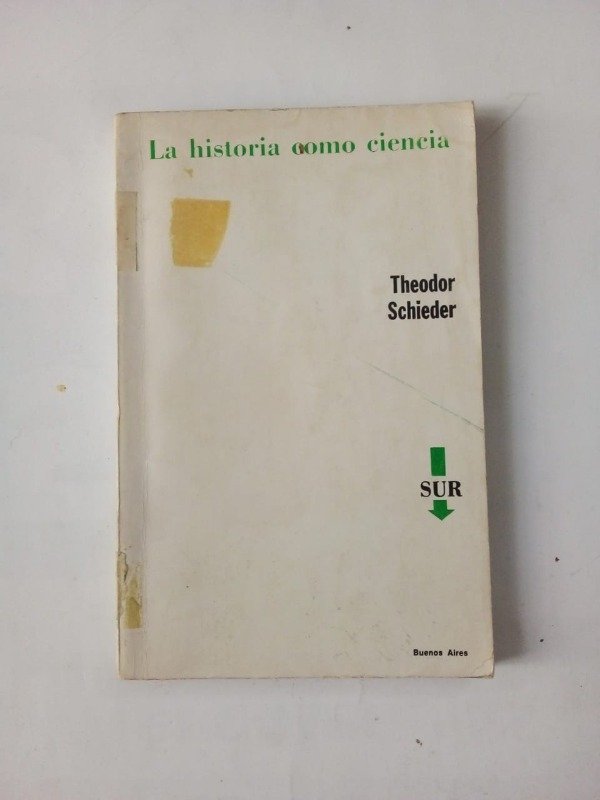 La historia como ciencia
Theodor
Schieder
SUR
Buenos Aires